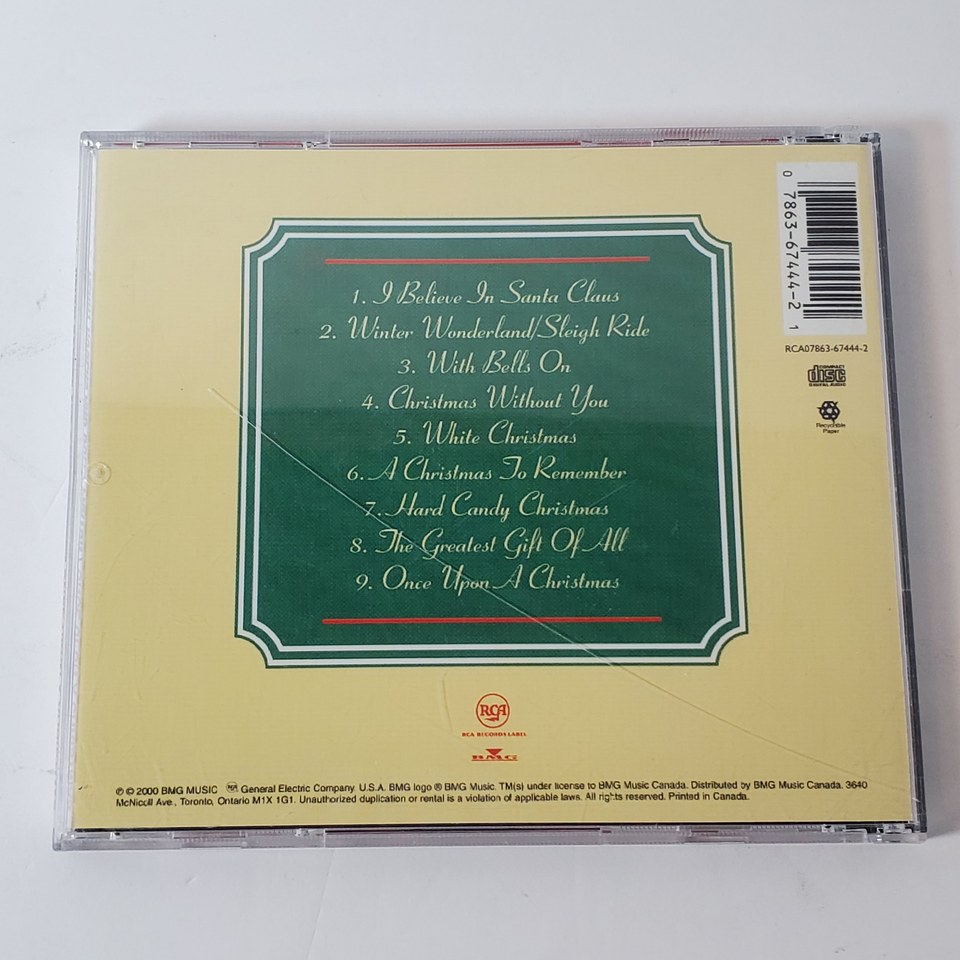 1. I Believe In Santa Claus
2. Winter Wonderland/Sleigh Ride
3. With Bells On
4. Christmas Without You
5. White Christmas
6. A Christmas To Remember
7. Hard Candy Christmas
8. The Greatest Gift Of All
9. Once Upon A Christmas
0 7863-67444-2 1
RCA07863-67444-2
COMPACT
disc
DIGITAL AUDIO
Recyclable
Paper
RCA
RCA RECORDS LABEL
BMG
℗ © 2000 BMG MUSIC RCA General Electric Company U.S.A. BMG logo ® BMG Music. TM(s) under license to BMG Music Canada. Distributed by BMG Music Canada. 3640
McNicoll Ave., Toronto, Ontario M1X 1G1. Unauthorized duplication or rental is a violation of applicable laws. All rights reserved. Printed in Canada.